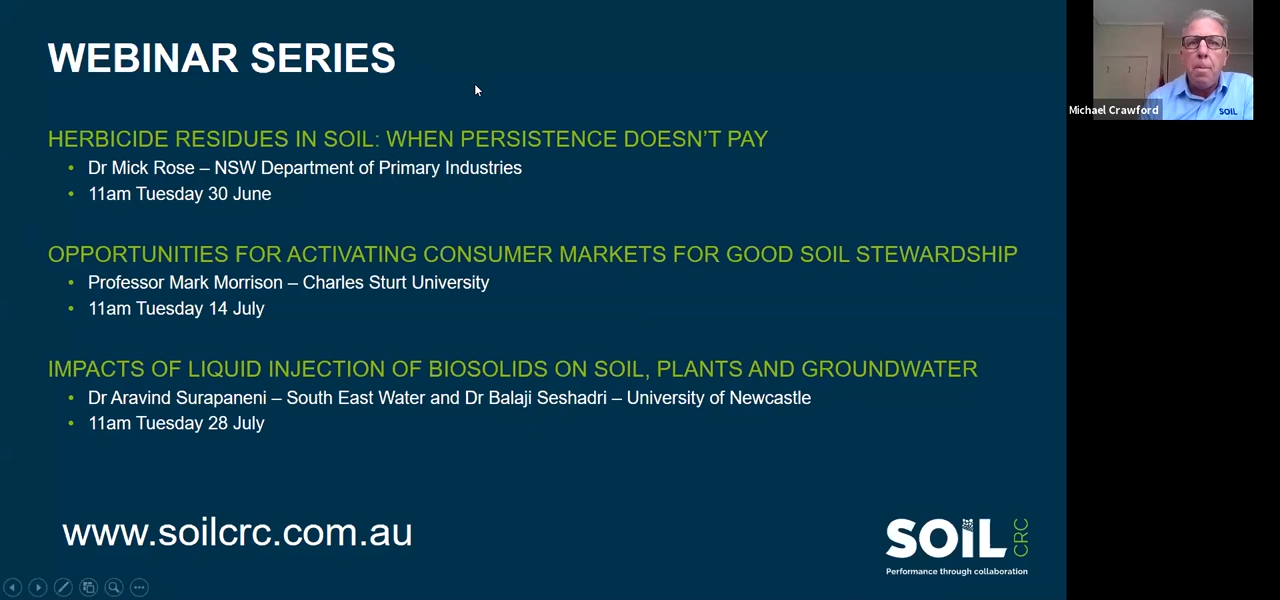 WEBINAR SERIES
HERBICIDE RESIDUES IN SOIL: WHEN PERSISTENCE DOESN'T PAY
• Dr Mick Rose – NSW Department of Primary Industries
• 11am Tuesday 30 June
OPPORTUNITIES FOR ACTIVATING CONSUMER MARKETS FOR GOOD SOIL STEWARDSHIP
• Professor Mark Morrison – Charles Sturt University
• 11am Tuesday 14 July
IMPACTS OF LIQUID INJECTION OF BIOSOLIDS ON SOIL, PLANTS AND GROUNDWATER
• Dr Aravind Surapaneni – South East Water and Dr Balaji Seshadri – University of Newcastle
• 11am Tuesday 28 July
www.soilcrc.com.au
SOIL CRC
Performance through collaboration
Michael Crawford
SOIL